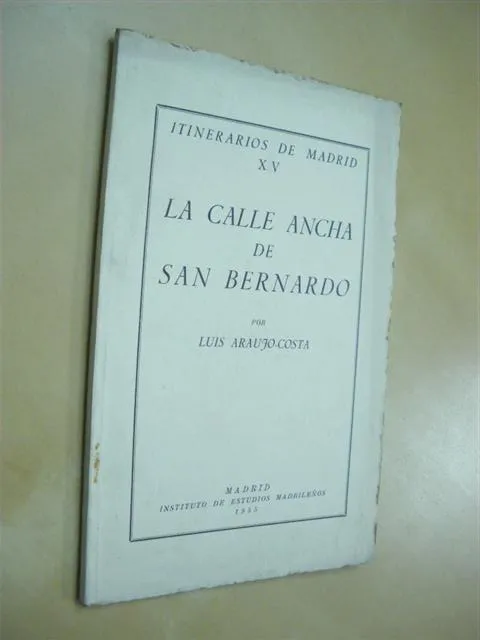 ITINERARIOS DE MADRID
XV
LA CALLE ANCHA
DE
SAN BERNARDO
POR
LUIS ARAUJO-COSTA
MADRID
INSTITUTO DE ESTUDIOS MADRILEÑOS
1955